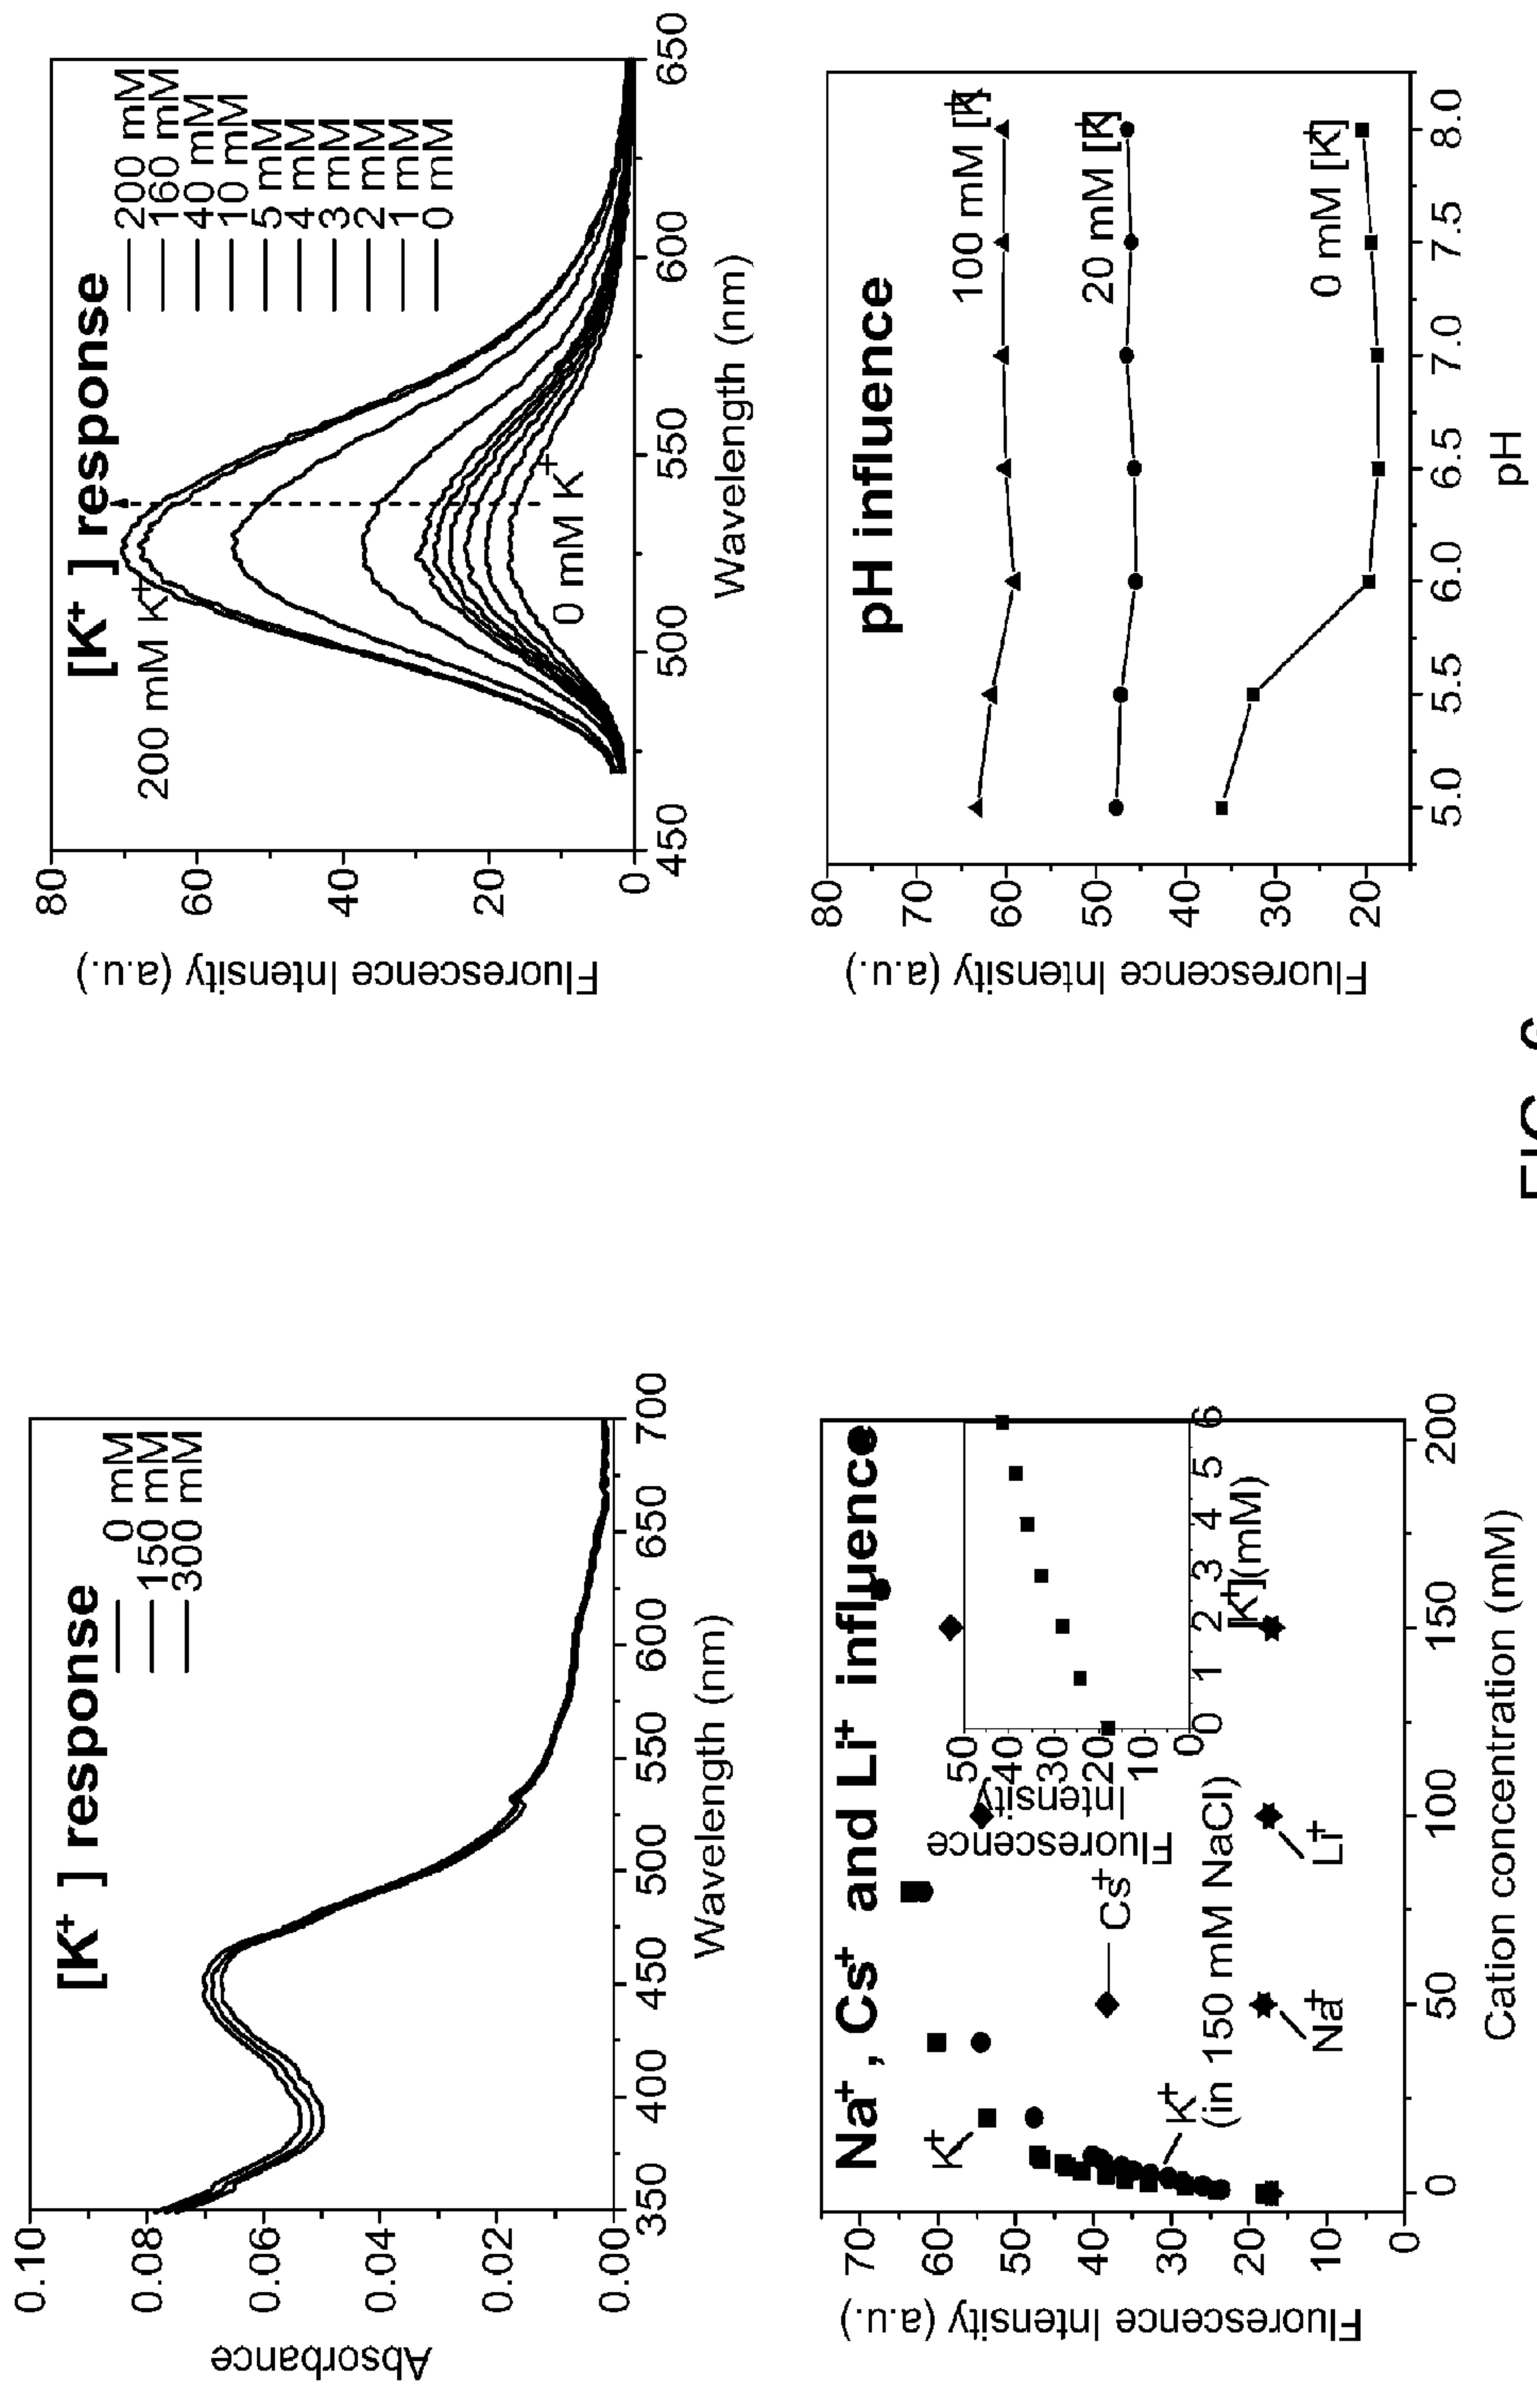 [K+ ] response
0 mM
150 mM
300 mM
0.10
0.08
0.06
0.04
0.02
0.00
Absorbance
350 400 450 500 550 600 650 700
Wavelength (nm)
[K+ ] response
200 mM K+
200 mM
160 mM
40 mM
10 mM
5 mM
4 mM
3 mM
2 mM
1 mM
0 mM
0 mM K+
80
60
40
20
0
Fluorescence Intensity (a.u.)
450 500 550 600 650
Wavelength (nm)
Na+, Cs+ and Li+ influence
K+
K+
(in 150 mM NaCl)
Cs+
Na+
Li+
70
60
50
40
30
20
10
0
Fluorescence Intensity (a.u.)
0 50 100 150 200
Cation concentration (mM)
Fluorescence
Intensity
50
40
30
20
10
0
0 1 2 3 4 5 6
[K+](mM)
pH influence
100 mM [K+]
20 mM [K+]
0 mM [K+]
80
70
60
50
40
30
20
Fluorescence Intensity (a.u.)
5.0 5.5 6.0 6.5 7.0 7.5 8.0
pH
FIG.